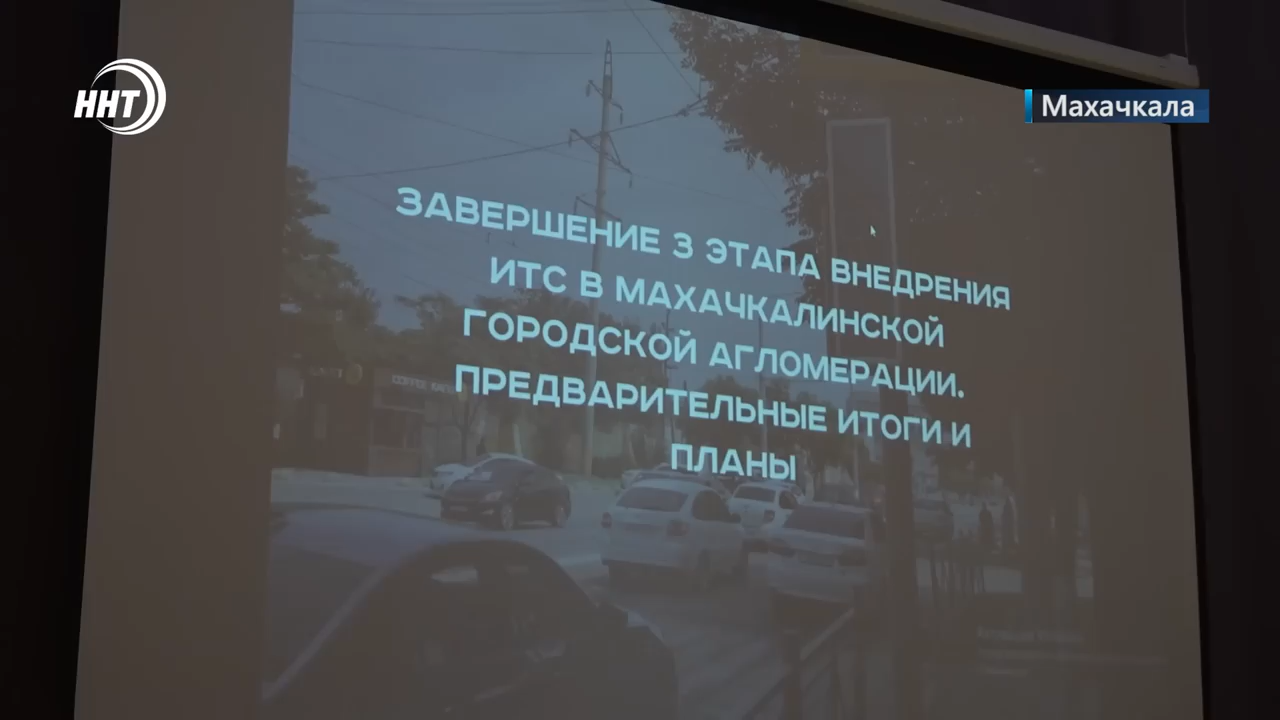 ННТ
Махачкала
ЗАВЕРШЕНИЕ 3 ЭТАПА ВНЕДРЕНИЯ
ИТС В МАХАЧКАЛИНСКОЙ
ГОРОДСКОЙ АГЛОМЕРАЦИИ.
ПРЕДВАРИТЕЛЬНЫЕ ИТОГИ И
ПЛАНЫ